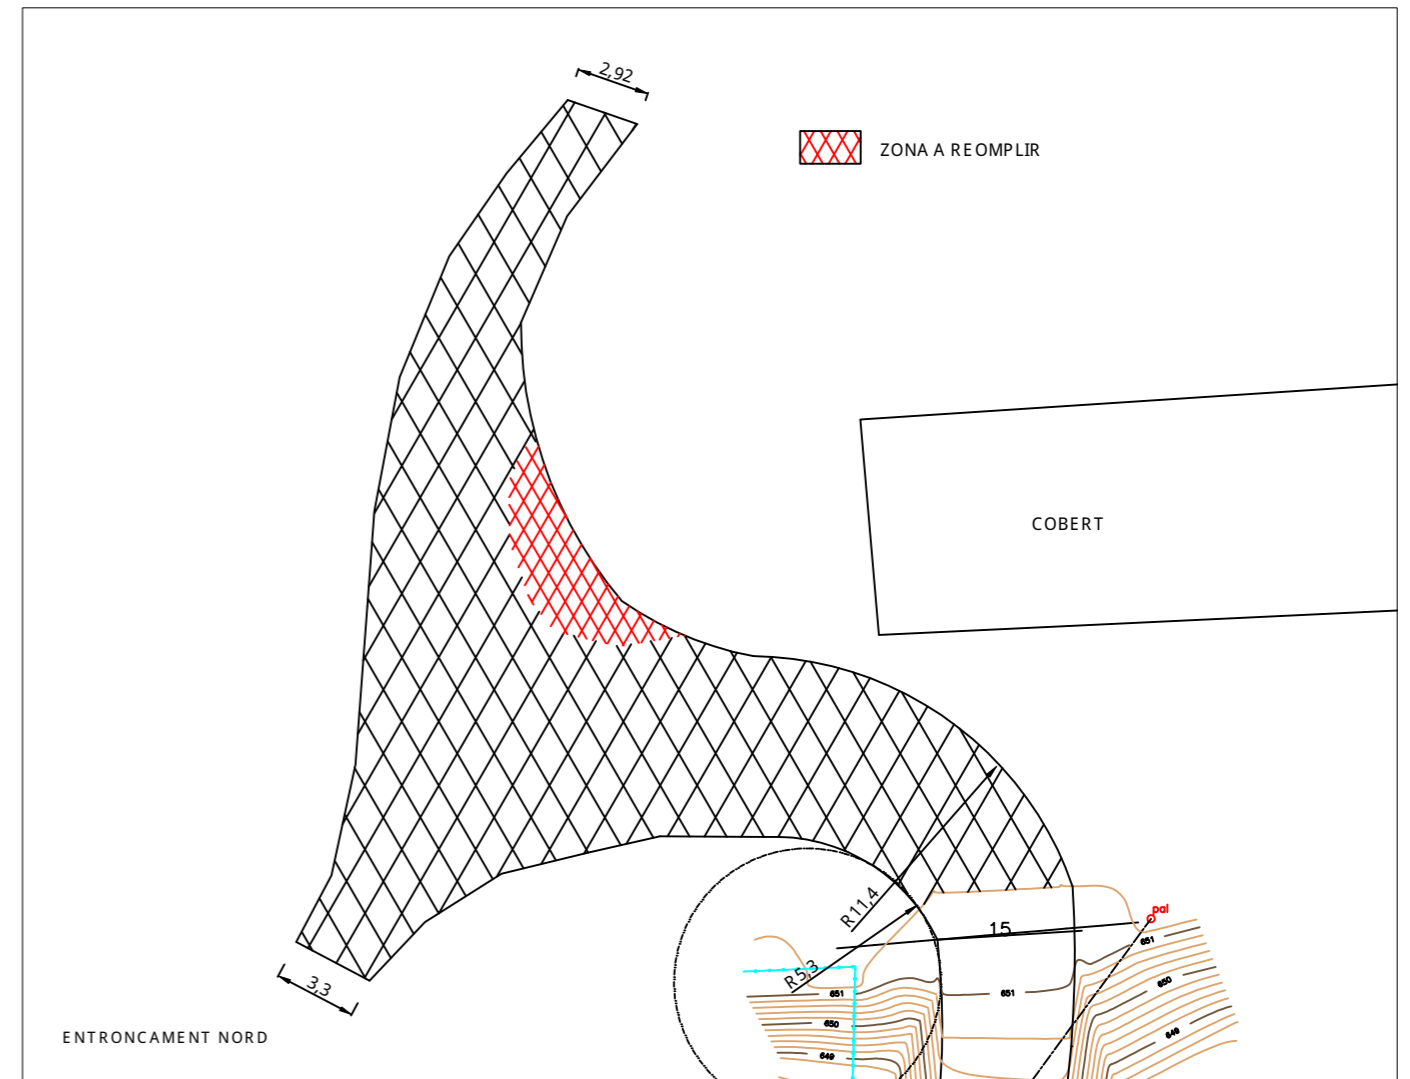 2,92
ZONA A REOMPLIR
COBERT
R11,4
pal
15
651
R5,3
3,3
651
651
650
650
649
649
ENTRONCAMENT NORD